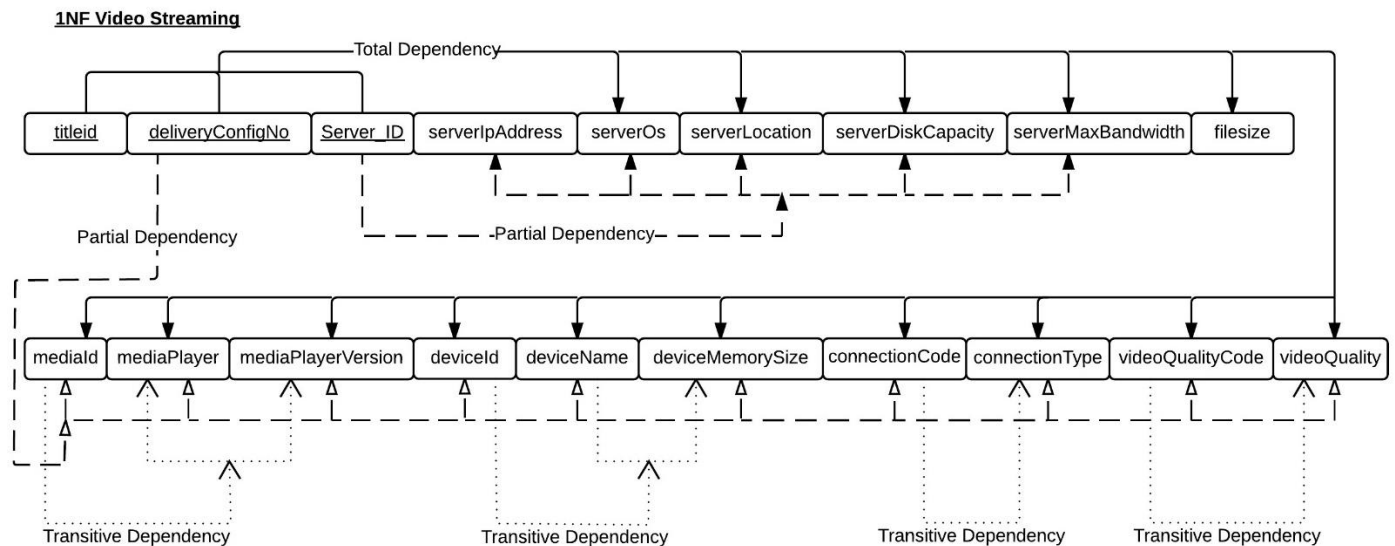 1NF Video Streaming
Total Dependency
titleid deliveryConfigNo Server_ID serverIpAddress serverOs serverLocation serverDiskCapacity serverMaxBandwidth filesize
Partial Dependency Partial Dependency
mediaId mediaPlayer mediaPlayerVersion deviceId deviceName deviceMemorySize connectionCode connectionType videoQualityCode videoQuality
Transitive Dependency Transitive Dependency Transitive Dependency Transitive Dependency